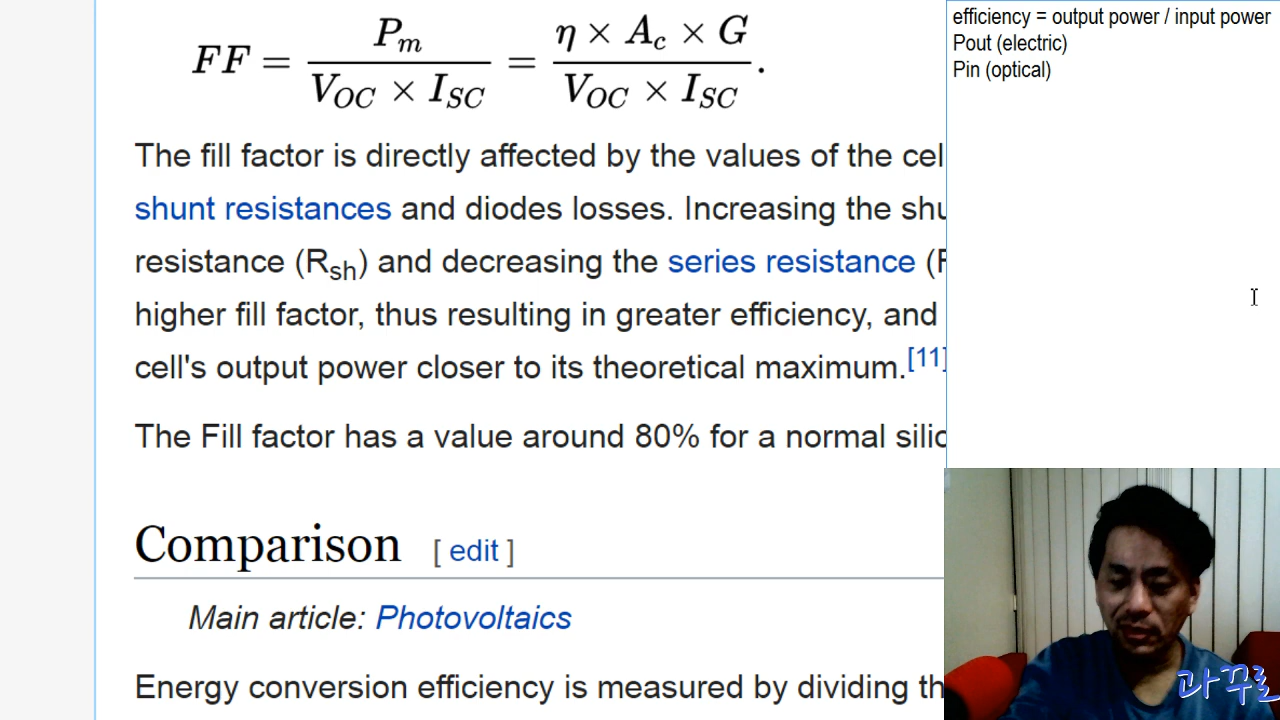 FF = P_m / (V_OC × I_SC) = (η × A_c × G) / (V_OC × I_SC).
The fill factor is directly affected by the values of the cel
shunt resistances and diodes losses. Increasing the shu
resistance (R_sh) and decreasing the series resistance (
higher fill factor, thus resulting in greater efficiency, and
cell's output power closer to its theoretical maximum.[11]
The Fill factor has a value around 80% for a normal silic
Comparison [ edit ]
Main article: Photovoltaics
Energy conversion efficiency is measured by dividing th
efficiency = output power / input power
Pout (electric)
Pin (optical)
과꾸로